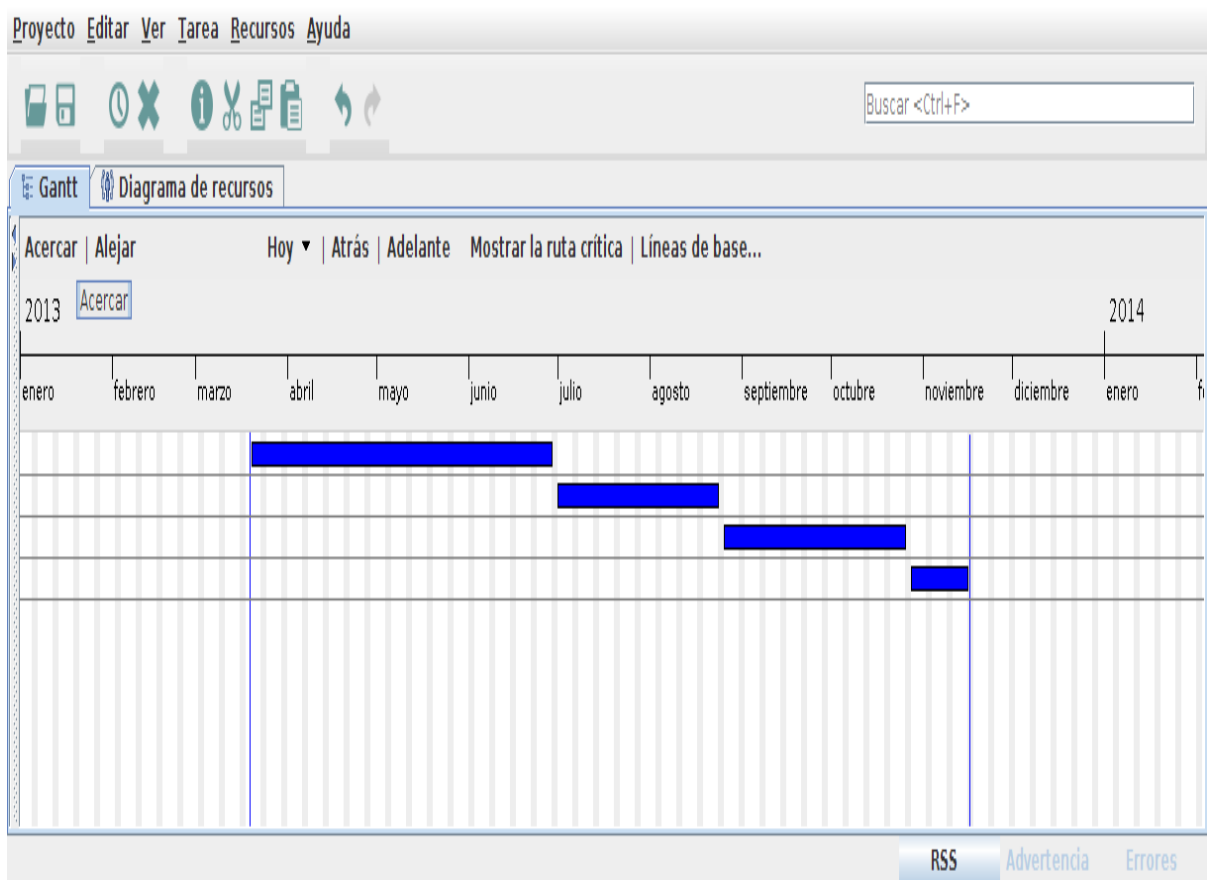 Proyecto Editar Ver Tarea Recursos Ayuda
Buscar <Ctrl+F>
Gantt Diagrama de recursos
Acercar | Alejar Hoy ▼ | Atrás | Adelante Mostrar la ruta crítica | Líneas de base...
2013 Acercar 2014
enero febrero marzo abril mayo junio julio agosto septiembre octubre noviembre diciembre enero
RSS Advertencia Errores